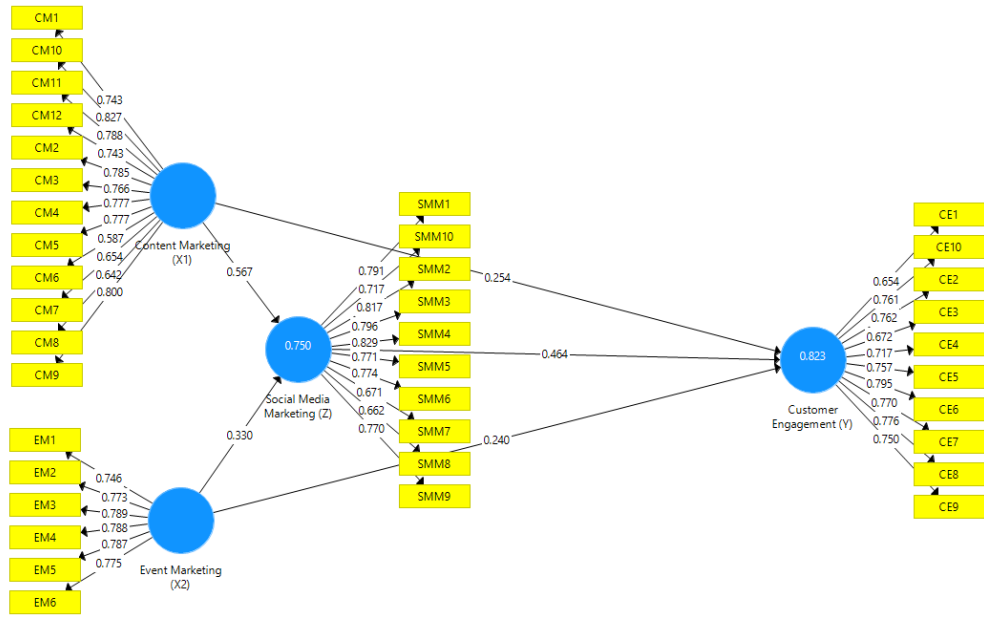 CM1
CM10
CM11
CM12
CM2
CM3
CM4
CM5
CM6
CM7
CM8
CM9
0.743
0.827
0.788
0.743
0.785
0.766
0.777
0.777
0.587
0.654
0.642
0.800
Content Marketing
(X1)
EM1
EM2
EM3
EM4
EM5
EM6
0.746
0.773
0.789
0.788
0.787
0.775
Event Marketing
(X2)
0.567
0.330
0.750
Social Media
Marketing (Z)
0.791
0.717
0.817
0.796
0.829
0.771
0.774
0.671
0.662
0.770
SMM1
SMM10
SMM2
SMM3
SMM4
SMM5
SMM6
SMM7
SMM8
SMM9
0.254
0.464
0.240
0.823
Customer
Engagement (Y)
0.654
0.761
0.762
0.672
0.717
0.757
0.795
0.770
0.776
0.750
CE1
CE10
CE2
CE3
CE4
CE5
CE6
CE7
CE8
CE9